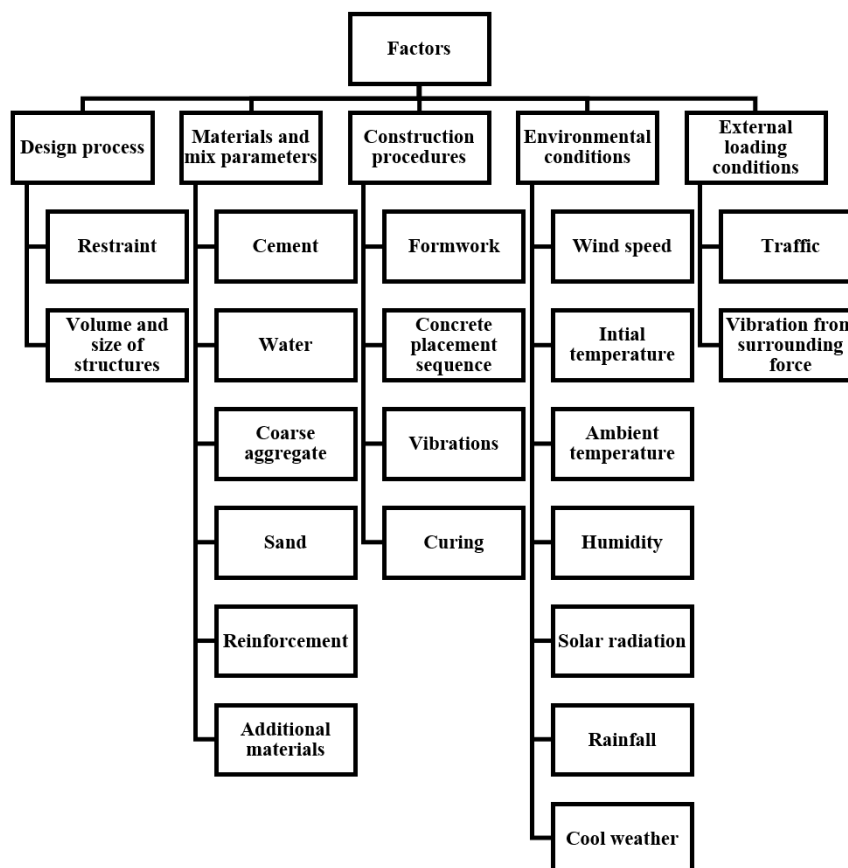 Factors
Design process
Materials and
mix parameters
Construction
procedures
Environmental
conditions
External
loading
conditions
Restraint
Volume and
size of
structures
Cement
Water
Coarse
aggregate
Sand
Reinforcement
Additional
materials
Formwork
Concrete
placement
sequence
Vibrations
Curing
Wind speed
Intial
temperature
Ambient
temperature
Humidity
Solar radiation
Rainfall
Cool weather
Traffic
Vibration from
surrounding
force